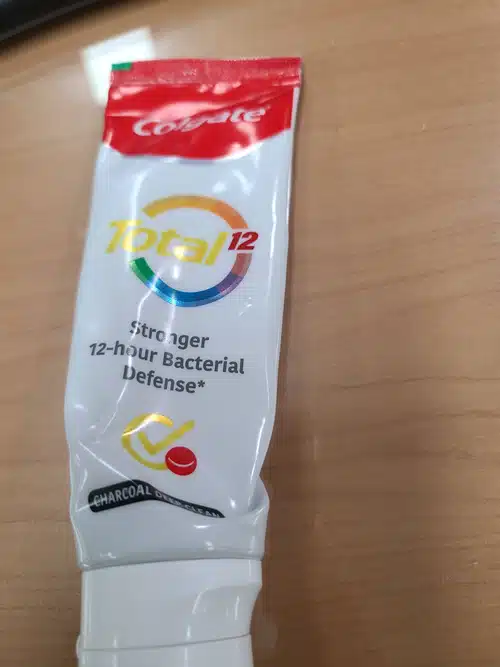 Colgate®
Total 12
Stronger
12-hour Bacterial
Defense*
CHARCOAL DEEP CLEAN